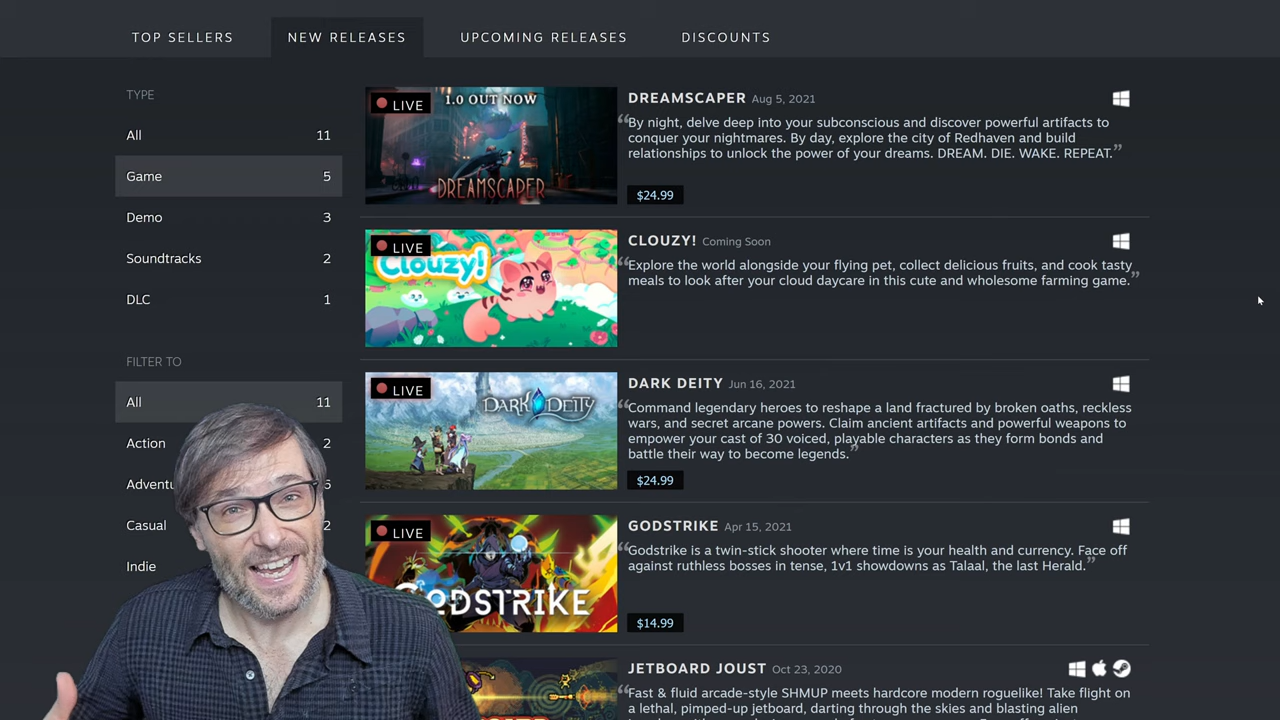 TOP SELLERS
NEW RELEASES
UPCOMING RELEASES
DISCOUNTS
TYPE
All 11
Game 5
Demo 3
Soundtracks 2
DLC 1
FILTER TO
All 11
Action 2
Casual 2
Indie
LIVE
1.0 OUT NOW
DREAMSCAPER
DREAMSCAPER Aug 5, 2021
“By night, delve deep into your subconscious and discover powerful artifacts to
conquer your nightmares. By day, explore the city of Redhaven and build
relationships to unlock the power of your dreams. DREAM. DIE. WAKE. REPEAT.”
$24.99
LIVE
Clouzy!
CLOUZY! Coming Soon
“Explore the world alongside your flying pet, collect delicious fruits, and cook tasty
meals to look after your cloud daycare in this cute and wholesome farming game.”
LIVE
DARK DEITY
DARK DEITY Jun 16, 2021
“Command legendary heroes to reshape a land fractured by broken oaths, reckless
wars, and secret arcane powers. Claim ancient artifacts and powerful weapons to
empower your cast of 30 voiced, playable characters as they form bonds and
battle their way to become legends.”
$24.99
LIVE
GODSTRIKE
GODSTRIKE Apr 15, 2021
“Godstrike is a twin-stick shooter where time is your health and currency. Face off
against ruthless bosses in tense, 1v1 showdowns as Talaal, the last Herald.”
$14.99
JETBOARD JOUST Oct 23, 2020
“Fast & fluid arcade-style SHMUP meets hardcore modern roguelike! Take flight on
a lethal, pimped-up jetboard, darting through the skies and blasting alien